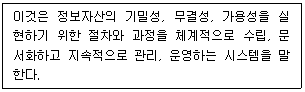 이것은 정보자산의 기밀성, 무결성, 가용성을 실
현하기 위한 절차와 과정을 체계적으로 수립, 문
서화하고 지속적으로 관리, 운영하는 시스템을 말
한다.